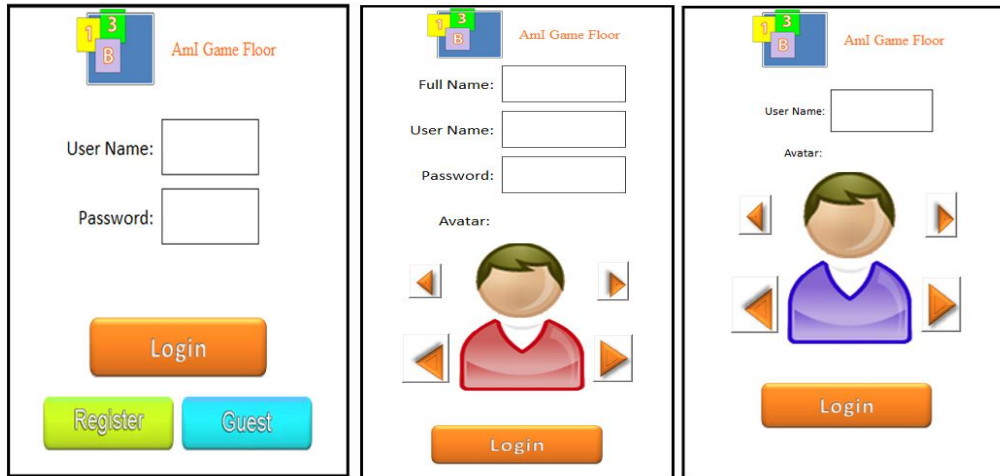 3
1
B
AmI Game Floor
User Name:
Password:
Login
Register
Guest
3
1
B
AmI Game Floor
Full Name:
User Name:
Password:
Avatar:
Login
3
1
B
AmI Game Floor
User Name:
Avatar:
Login